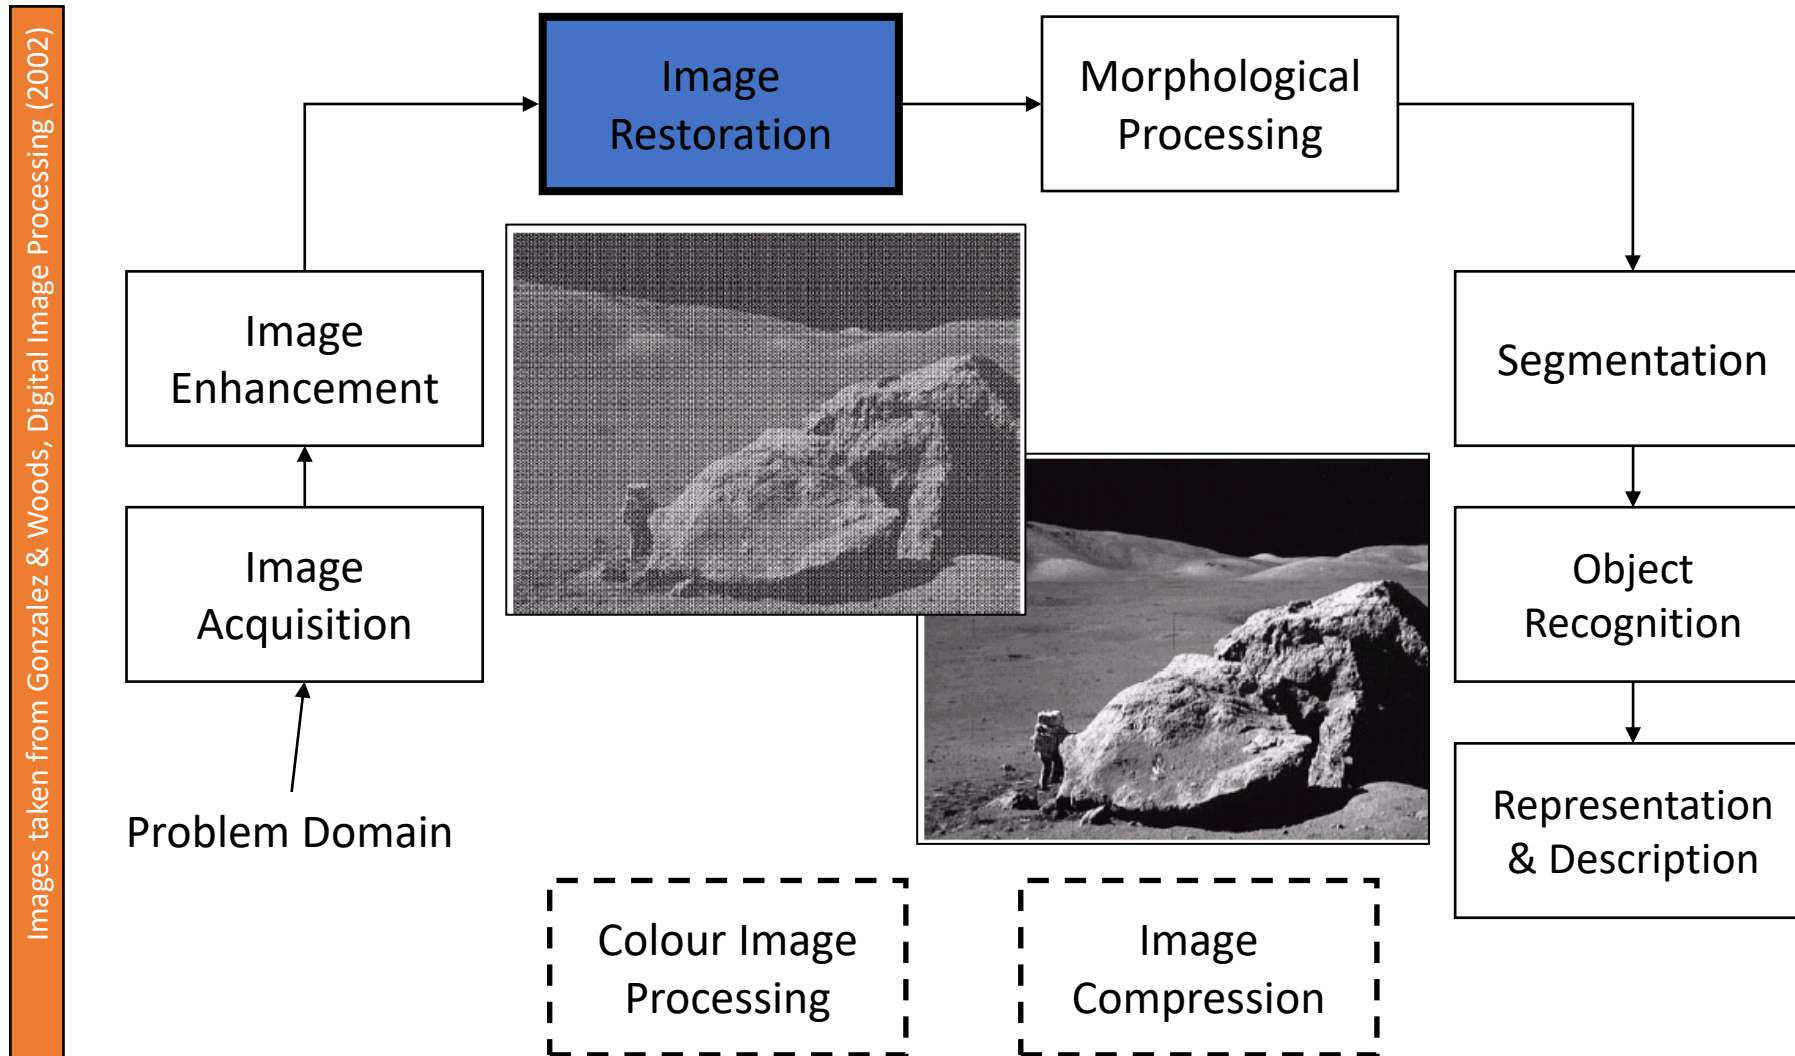 Images taken from Gonzalez & Woods, Digital Image Processing (2002)
Image
Restoration
Morphological
Processing
Image
Enhancement
Segmentation
Image
Acquisition
Object
Recognition
Problem Domain
Representation
& Description
Colour Image
Processing
Image
Compression